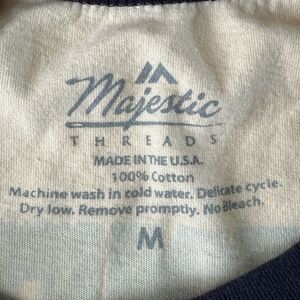 Majestic
THREADS
MADE IN THE U.S.A.
100% Cotton
Machine wash in cold water. Delicate cycle.
Dry low. Remove promptly. No Bleach.
M